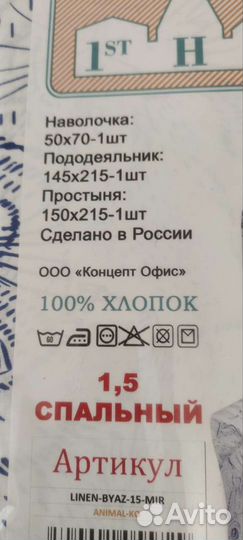 1ST H
Наволочка:
50х70-1шт
Пододеяльник:
145х215-1шт
Простыня:
150х215-1шт
Сделано в России
ООО «Концепт Офис»
100% ХЛОПОК
60
1,5
СПАЛЬНЫЙ
Артикул
LINEN-BYAZ-15-MIR
Avito